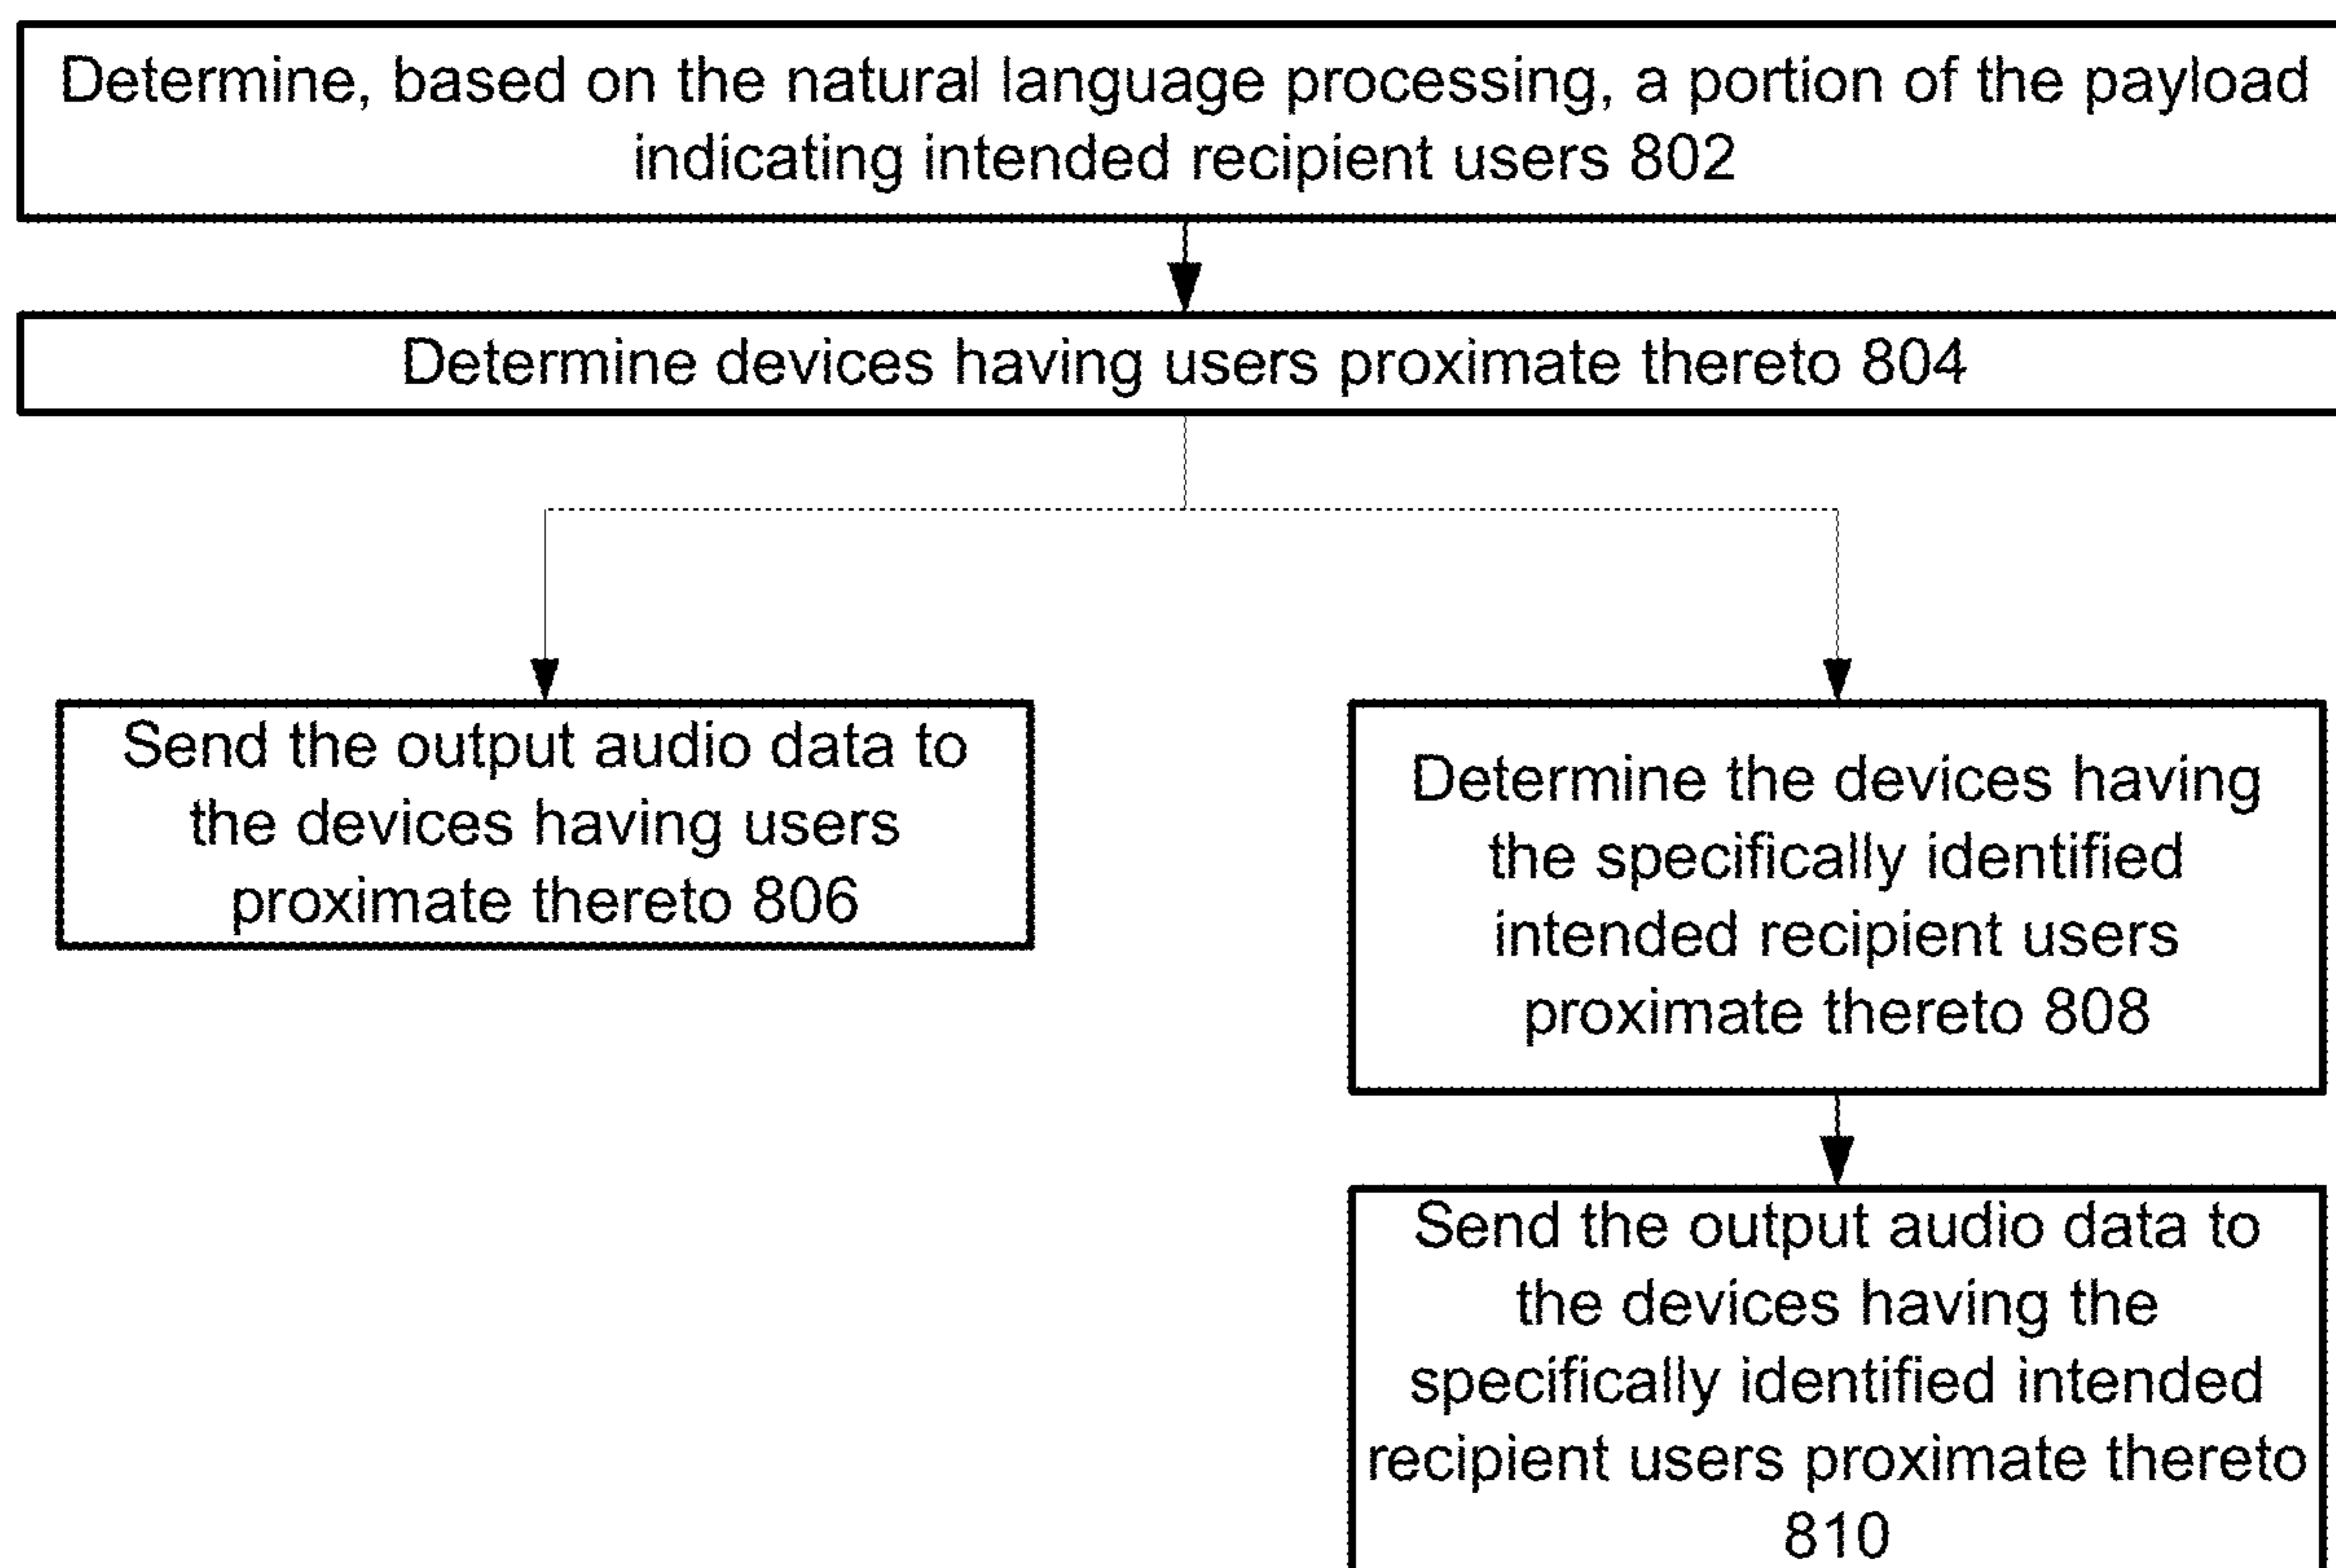 Determine, based on the natural language processing, a portion of the payload
indicating intended recipient users 802
Determine devices having users proximate thereto 804
Send the output audio data to
the devices having users
proximate thereto 806
Determine the devices having
the specifically identified
intended recipient users
proximate thereto 808
Send the output audio data to
the devices having the
specifically identified intended
recipient users proximate thereto
810